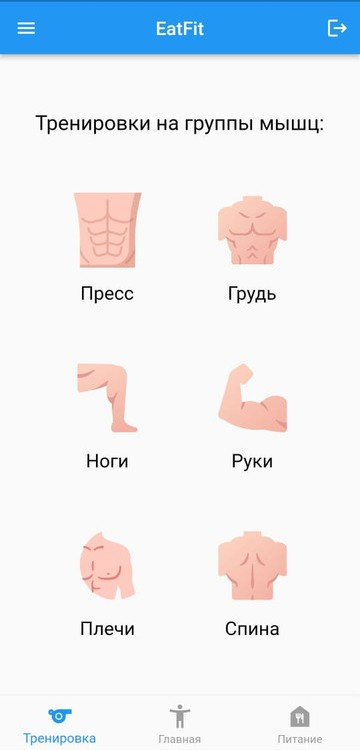 EatFit
Тренировки на группы мышц:
Пресс
Грудь
Ноги
Руки
Плечи
Спина
Тренировка
Главная
Питание